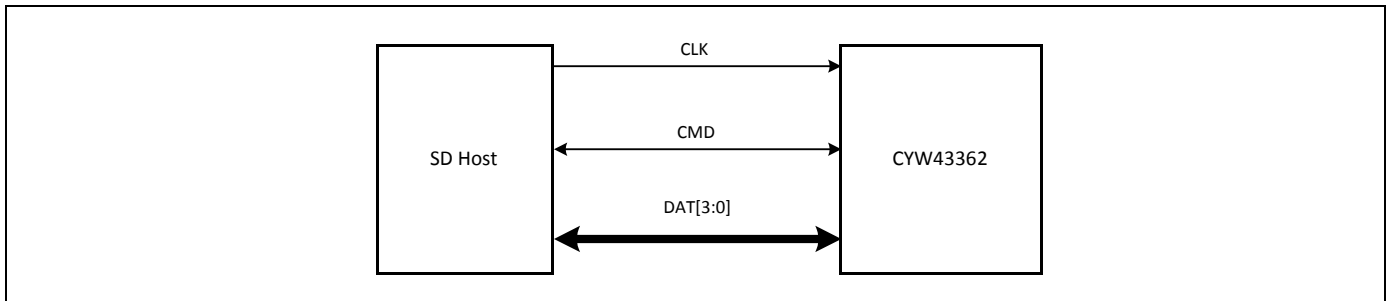 CLK
CMD
SD Host
CYW43362
DAT[3:0]